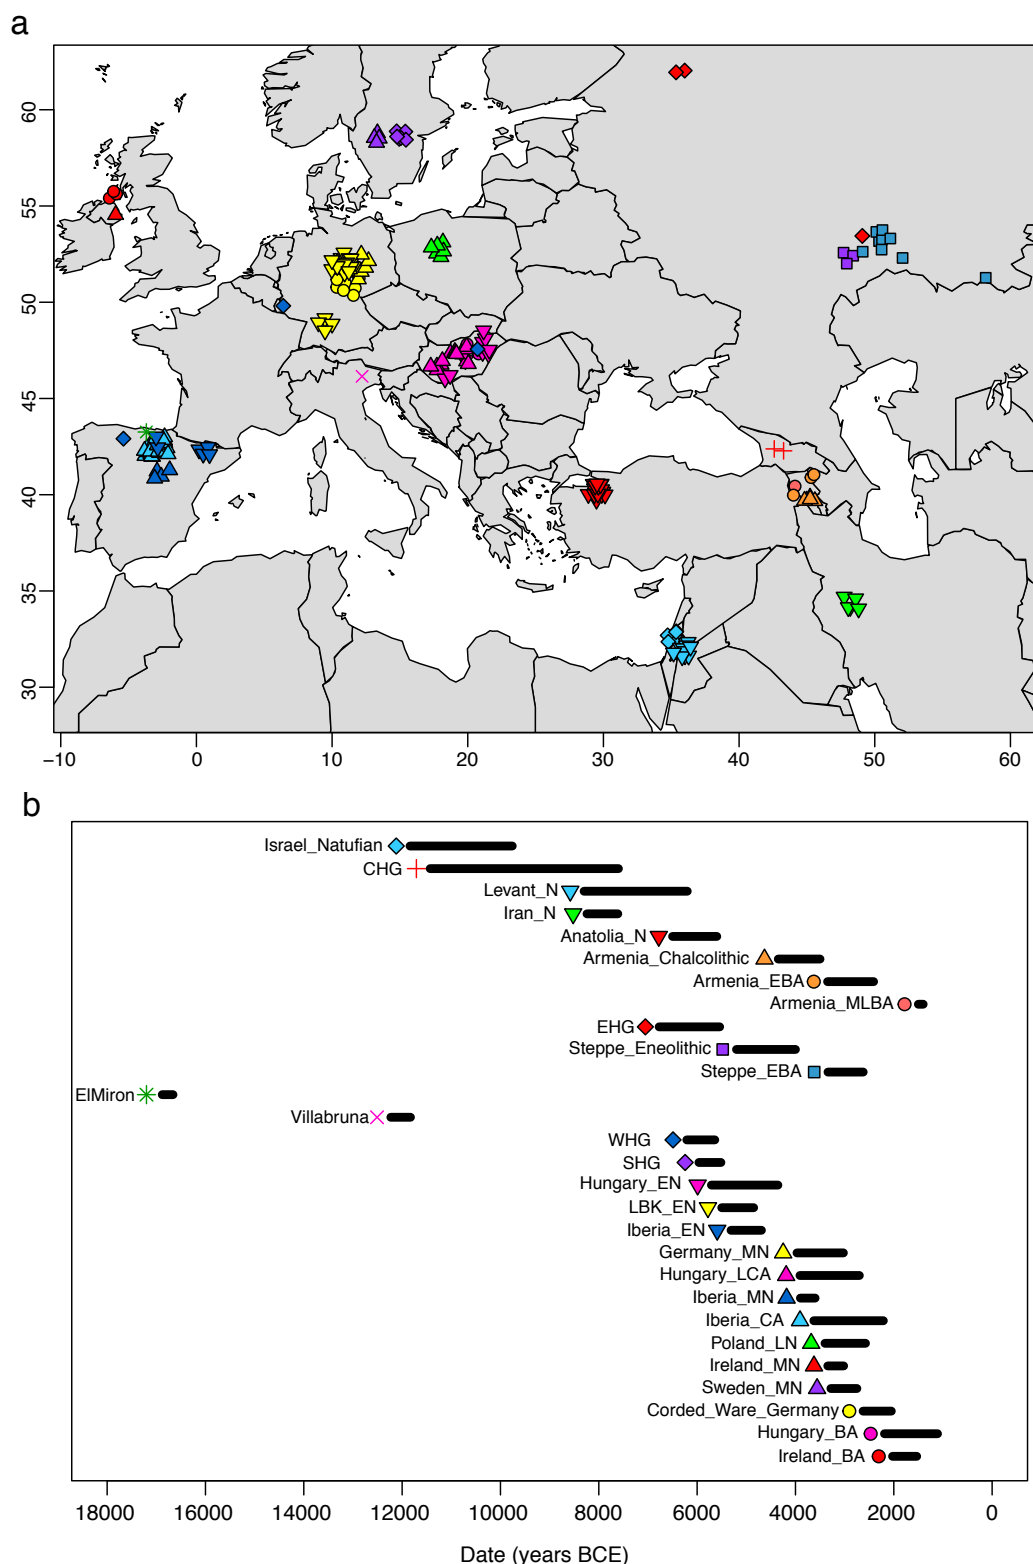 a
60
55
50
45
40
35
30
−10
0
10
20
30
40
50
60
b
Israel_Natufian
CHG
Levant_N
Iran_N
Anatolia_N
Armenia_Chalcolithic
Armenia_EBA
Armenia_MLBA
EHG
Steppe_Eneolithic
Steppe_EBA
ElMiron
Villabruna
WHG
SHG
Hungary_EN
LBK_EN
Iberia_EN
Germany_MN
Hungary_LCA
Iberia_MN
Iberia_CA
Poland_LN
Ireland_MN
Sweden_MN
Corded_Ware_Germany
Hungary_BA
Ireland_BA
18000 16000 14000 12000 10000 8000 6000 4000 2000 0
Date (years BCE)